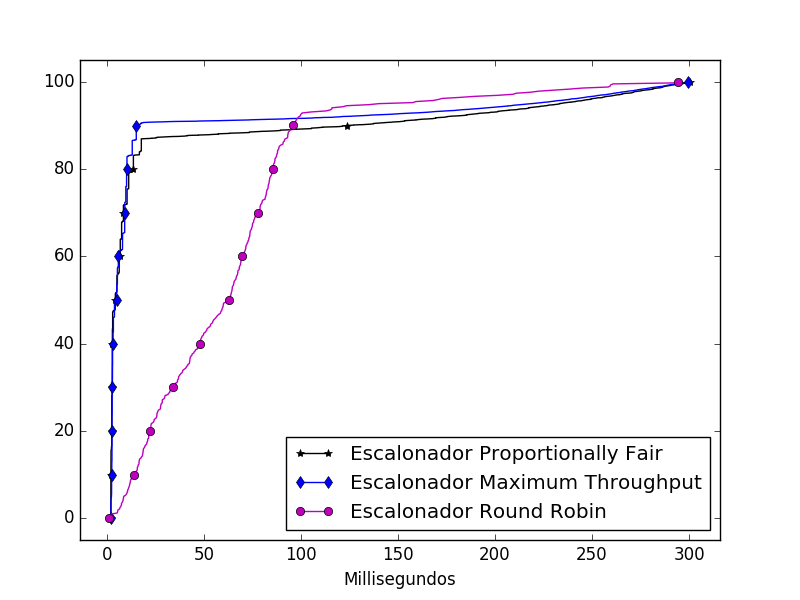 100
80
60
40
20
0
0 50 100 150 200 250 300
Millisegundos
Escalonador Proportionally Fair
Escalonador Maximum Throughput
Escalonador Round Robin